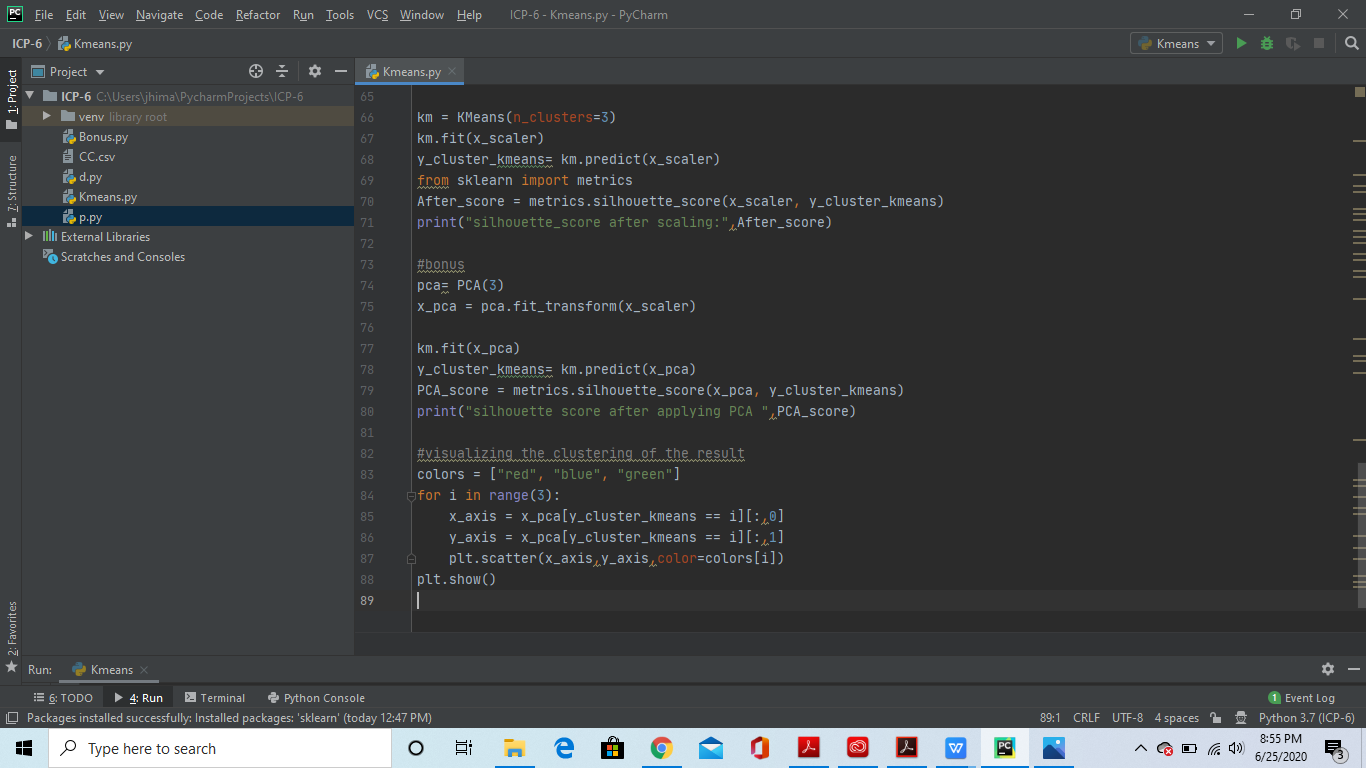 File Edit View Navigate Code Refactor Run Tools VCS Window Help ICP-6 - Kmeans.py - PyCharm
ICP-6 Kmeans.py Kmeans
1: Project
Project
Kmeans.py
ICP-6 C:\Users\jhima\PycharmProjects\ICP-6
venv library root
Bonus.py
CC.csv
d.py
Kmeans.py
p.py
External Libraries
Scratches and Consoles
7: Structure
2: Favorites
65
66 km = KMeans(n_clusters=3)
67 km.fit(x_scaler)
68 y_cluster_kmeans= km.predict(x_scaler)
69 from sklearn import metrics
70 After_score = metrics.silhouette_score(x_scaler, y_cluster_kmeans)
71 print("silhouette_score after scaling:",After_score)
72
73 #bonus
74 pca= PCA(3)
75 x_pca = pca.fit_transform(x_scaler)
76
77 km.fit(x_pca)
78 y_cluster_kmeans= km.predict(x_pca)
79 PCA_score = metrics.silhouette_score(x_pca, y_cluster_kmeans)
80 print("silhouette score after applying PCA ",PCA_score)
81
82 #visualizing the clustering of the result
83 colors = ["red", "blue", "green"]
84 for i in range(3):
85     x_axis = x_pca[y_cluster_kmeans == i][:,0]
86     y_axis = x_pca[y_cluster_kmeans == i][:,1]
87     plt.scatter(x_axis,y_axis,color=colors[i])
88 plt.show()
89
Run: Kmeans
6: TODO 4: Run Terminal Python Console 1 Event Log
Packages installed successfully: Installed packages: 'sklearn' (today 12:47 PM) 89:1 CRLF UTF-8 4 spaces Python 3.7 (ICP-6)
Type here to search
8:55 PM
6/25/2020
3